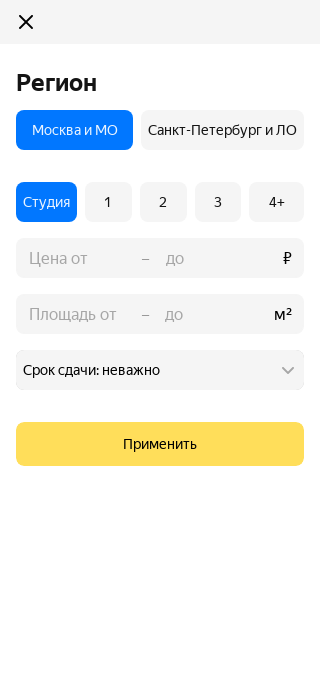 Регион
Москва и МО Санкт-Петербург и ЛО
Студия 1 2 3 4+
Цена от – до ₽
Площадь от – до м²
Срок сдачи: неважно
Применить